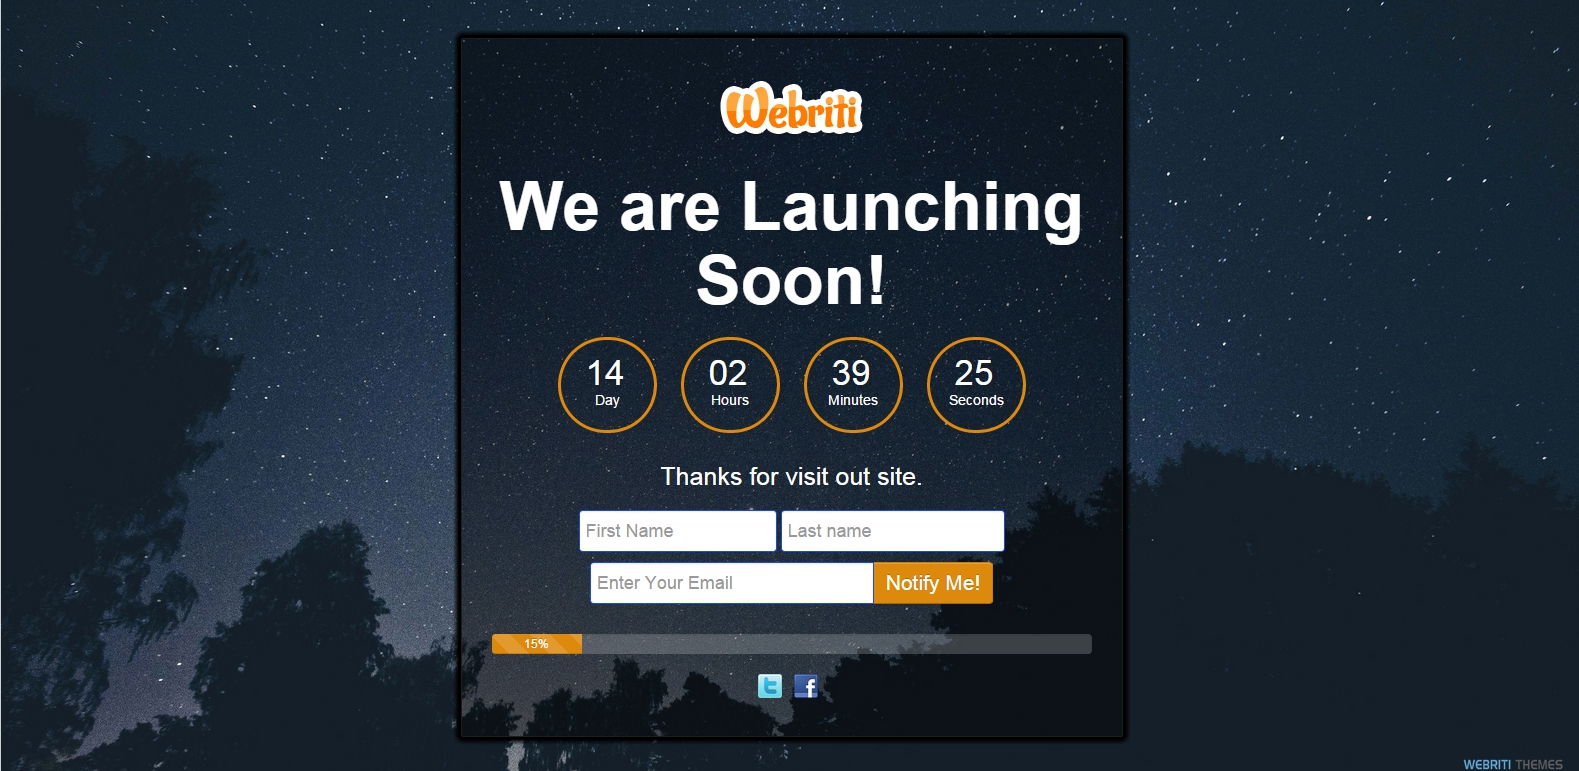 Webriti
We are Launching
Soon!
14 02 39 25
Day Hours Minutes Seconds
Thanks for visit out site.
First Name Last name
Enter Your Email Notify Me!
15%
t f
WEBRITI THEMES